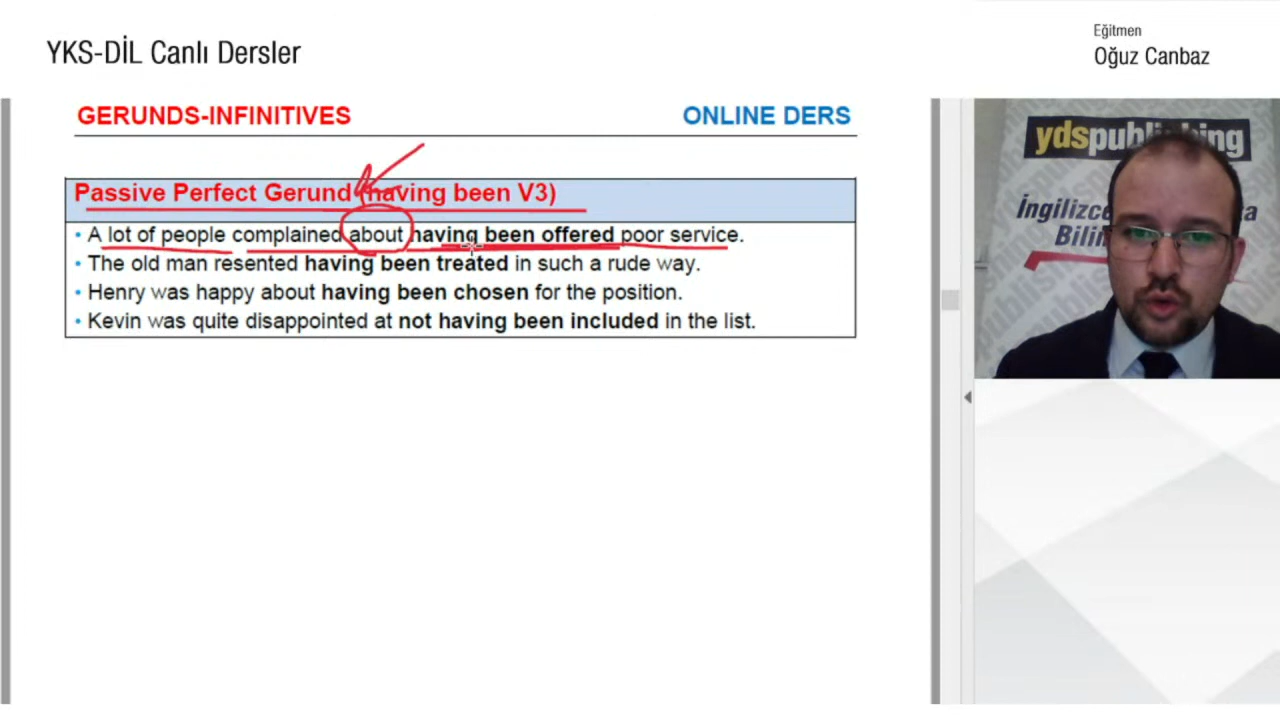 YKS-DİL Canlı Dersler
Eğitmen
Oğuz Canbaz
GERUNDS-INFINITIVES
ONLINE DERS
Passive Perfect Gerund (having been V3)
• A lot of people complained about having been offered poor service.
• The old man resented having been treated in such a rude way.
• Henry was happy about having been chosen for the position.
• Kevin was quite disappointed at not having been included in the list.
ydspublishing